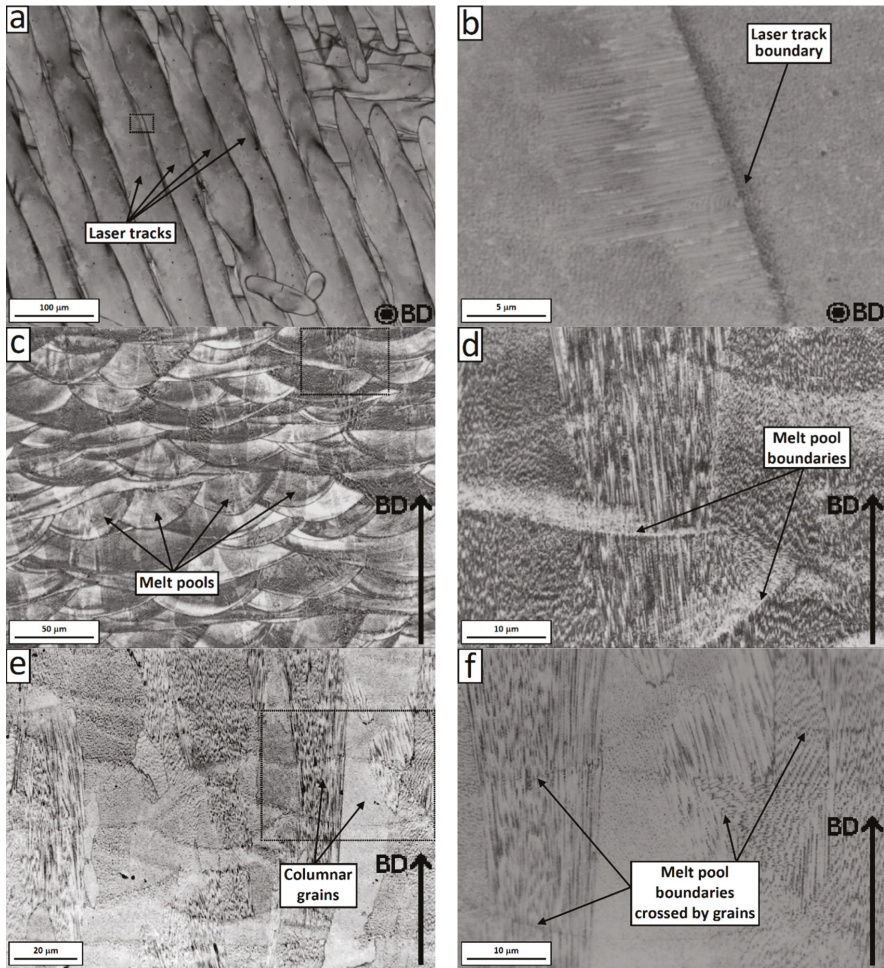 a
Laser tracks
100 μm
BD
b
Laser track
boundary
5 μm
BD
c
BD
Melt pools
50 μm
d
Melt pool
boundaries
BD
10 μm
e
Columnar
grains
BD
20 μm
f
BD
Melt pool
boundaries
crossed by grains
10 μm